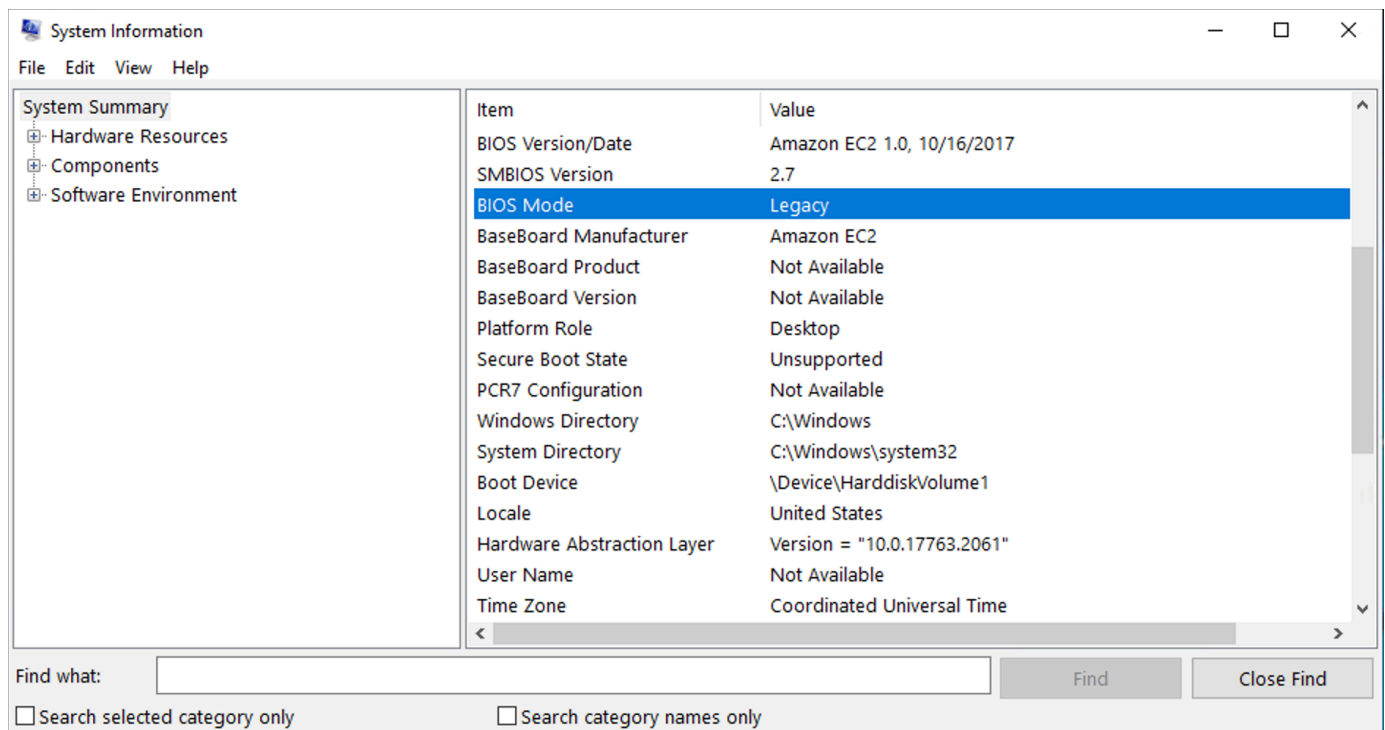 System Information
File Edit View Help
System Summary
Hardware Resources
Components
Software Environment
Item Value
BIOS Version/Date Amazon EC2 1.0, 10/16/2017
SMBIOS Version 2.7
BIOS Mode Legacy
BaseBoard Manufacturer Amazon EC2
BaseBoard Product Not Available
BaseBoard Version Not Available
Platform Role Desktop
Secure Boot State Unsupported
PCR7 Configuration Not Available
Windows Directory C:\Windows
System Directory C:\Windows\system32
Boot Device \Device\HarddiskVolume1
Locale United States
Hardware Abstraction Layer Version = "10.0.17763.2061"
User Name Not Available
Time Zone Coordinated Universal Time
Find what: Find Close Find
Search selected category only Search category names only